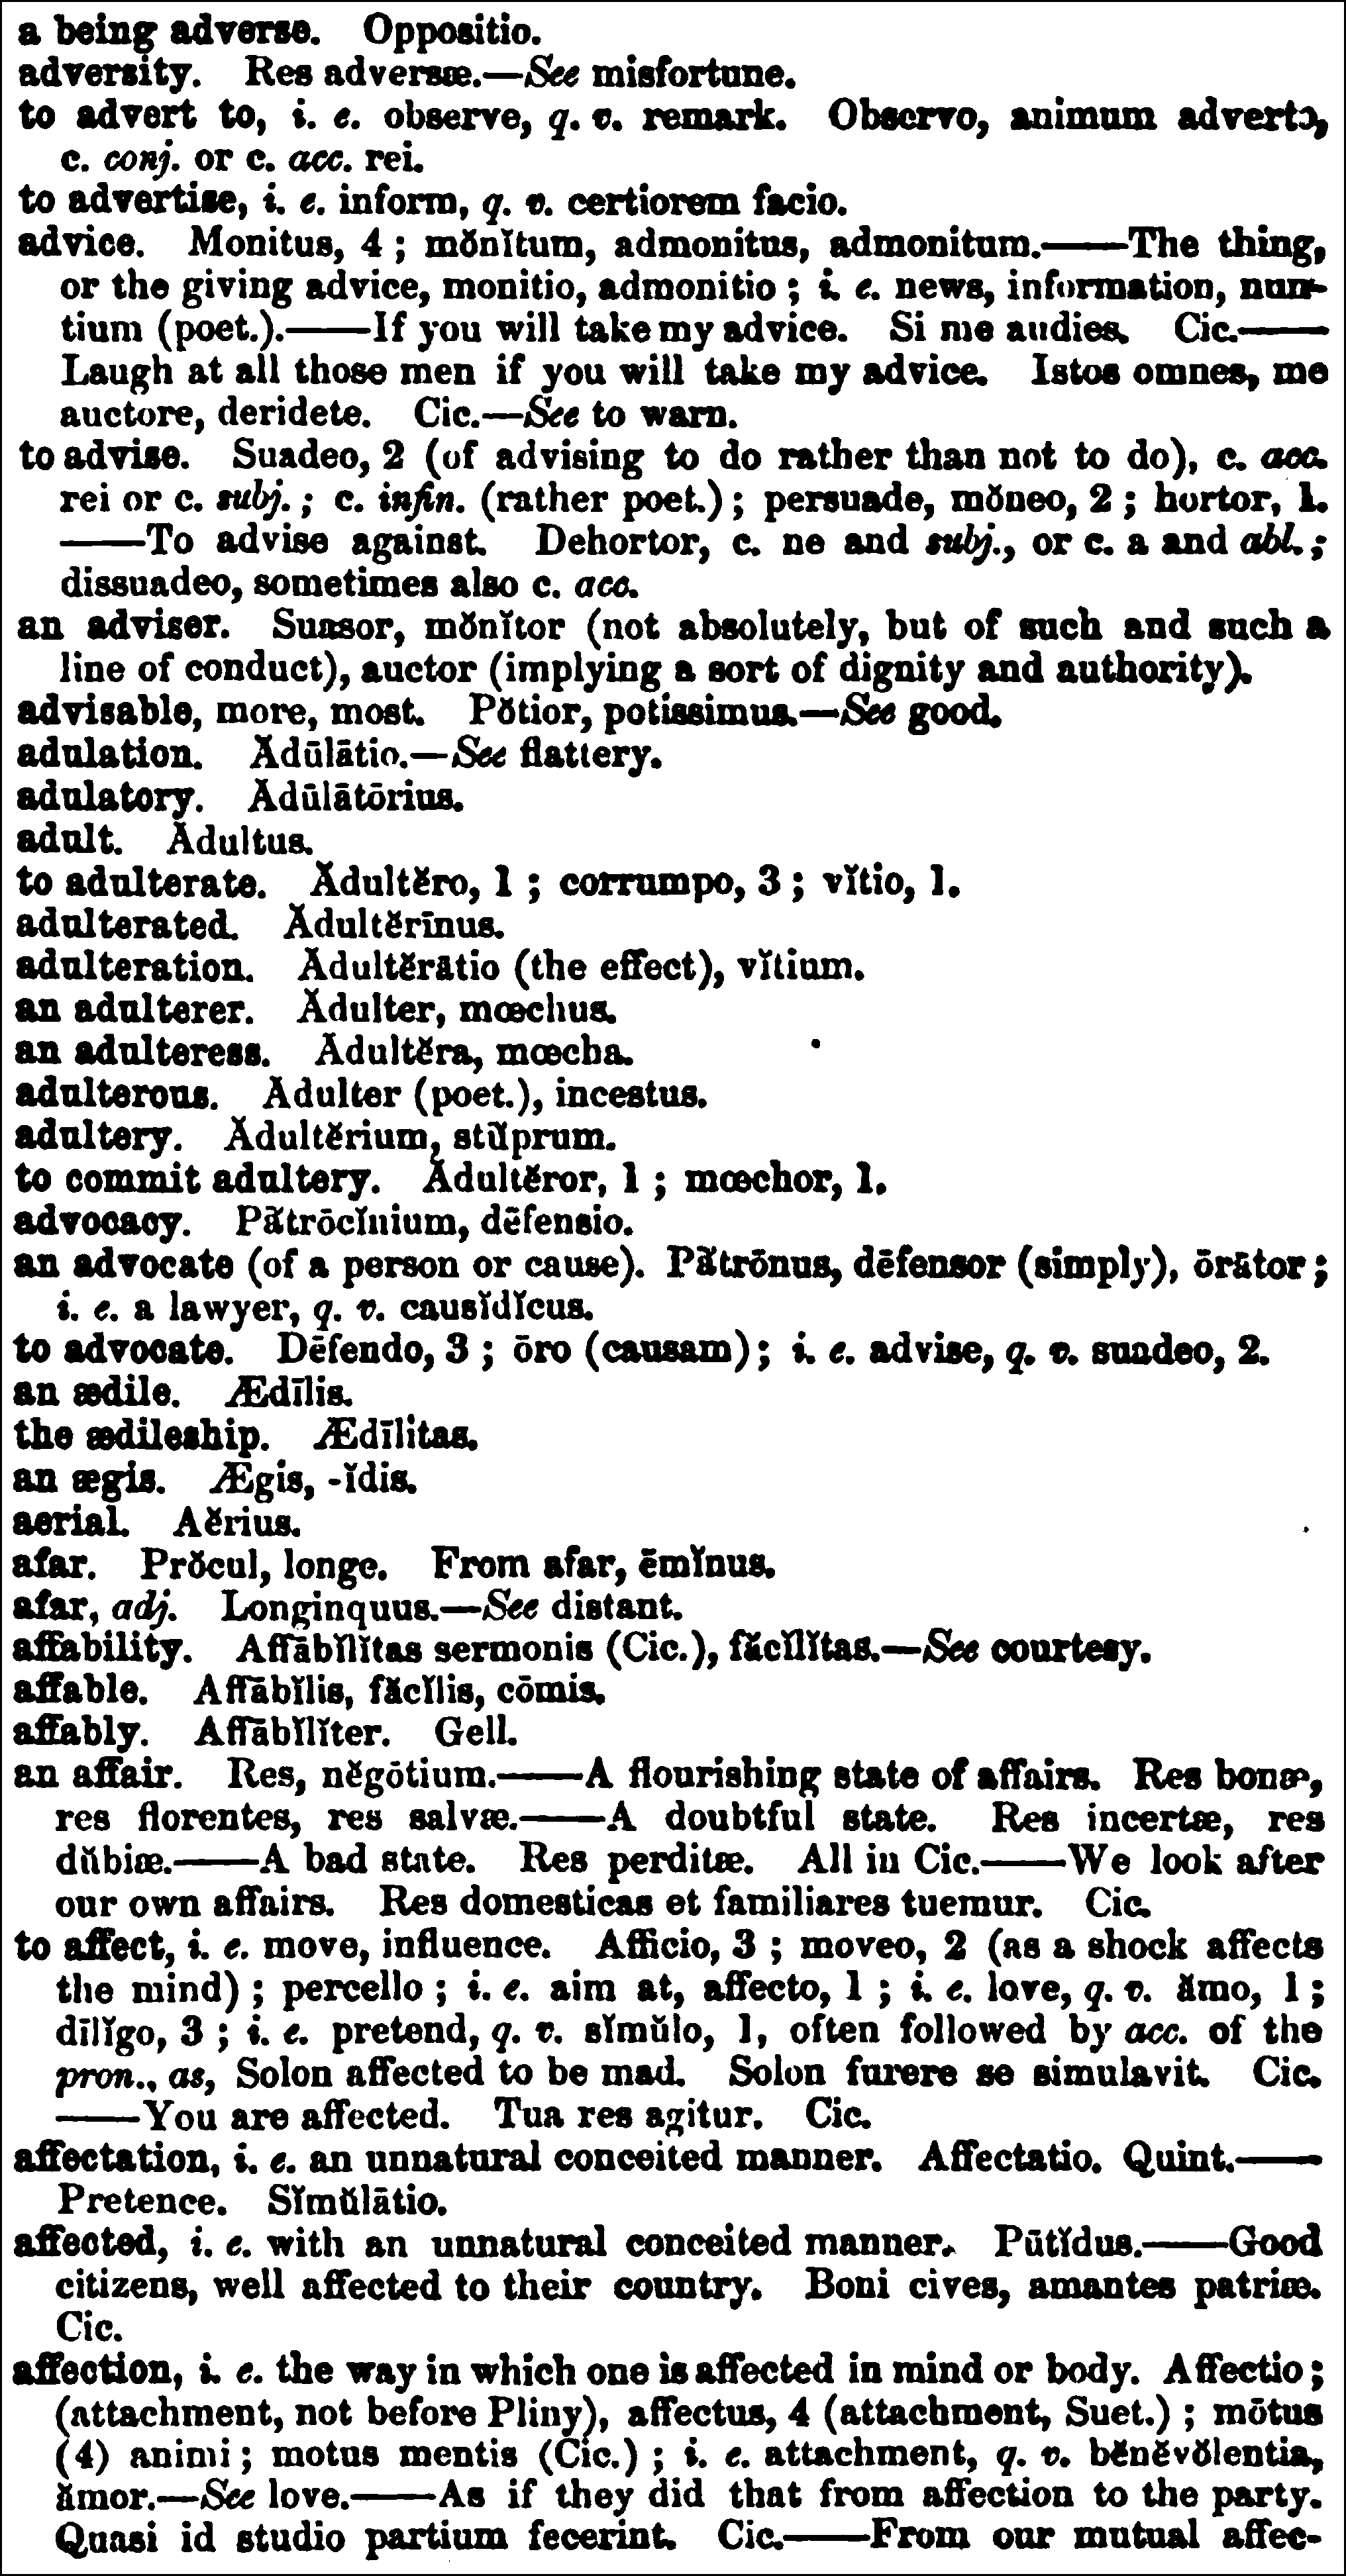 a being adverse. Oppositio.
adversity. Res adversæ.—See misfortune.
to advert to, i. e. observe, q. v. remark. Observo, animum adverto,
c. conj. or c. acc. rei.
to advertise, i. e. inform, q. v. certiorem facio.
advice. Monitus, 4 ; mŏnĭtum, admonitus, admonitum.——The thing,
or the giving advice, monitio, admonitio ; i. e. news, information, nun-
tium (poet.).——If you will take my advice. Si me audies. Cic.——
Laugh at all those men if you will take my advice. Istos omnes, me
auctore, deridete. Cic.—See to warn.
to advise. Suadeo, 2 (of advising to do rather than not to do), c. acc.
rei or c. subj. ; c. infin. (rather poet.) ; persuade, mŏneo, 2 ; hortor, 1.
——To advise against. Dehortor, c. ne and subj., or c. a and abl. ;
dissuadeo, sometimes also c. acc.
an adviser. Suasor, mŏnĭtor (not absolutely, but of such and such a
line of conduct), auctor (implying a sort of dignity and authority).
advisable, more, most. Pŏtior, potissimus.—See good.
adulation. Ădūlātio.—See flattery.
adulatory. Ădūlātōrius.
adult. Ădultus.
to adulterate. Ădultĕro, 1 ; corrumpo, 3 ; vĭtio, 1.
adulterated. Ădultĕrīnus.
adulteration. Ădultĕrātio (the effect), vĭtium.
an adulterer. Ădulter, mœchus.
an adulteress. Ădultĕra, mœcha.
adulterous. Ădulter (poet.), incestus.
adultery. Ădultĕrium, stŭprum.
to commit adultery. Ădultĕror, 1 ; mœchor, 1.
advocacy. Pătrōcĭnium, dēfensio.
an advocate (of a person or cause). Pătrōnus, dēfensor (simply), ōrātor ;
i. e. a lawyer, q. v. causĭdĭcus.
to advocate. Dēfendo, 3 ; ōro (causam) ; i. e. advise, q. v. suadeo, 2.
an ædile. Ædīlis.
the ædileship. Ædīlitas.
an ægis. Ægis, -ĭdis.
aerial. Aĕrius.
afar. Prŏcul, longe. From afar, ēmĭnus.
afar, adj. Longinquus.—See distant.
affability. Affābĭlĭtas sermonis (Cic.), făcĭlĭtas.—See courtesy.
affable. Affābĭlis, făcĭlis, cōmis.
affably. Affābĭlĭter. Gell.
an affair. Res, nĕgōtium.——A flourishing state of affairs. Res bonæ,
res florentes, res salvæ.——A doubtful state. Res incertæ, res
dŭbiæ.——A bad state. Res perditæ. All in Cic.——We look after
our own affairs. Res domesticas et familiares tuemur. Cic.
to affect, i. e. move, influence. Afficio, 3 ; moveo, 2 (as a shock affects
the mind) ; percello ; i. e. aim at, affecto, 1 ; i. e. love, q. v. ămo, 1 ;
dīlĭgo, 3 ; i. e. pretend, q. v. sĭmŭlo, 1, often followed by acc. of the
pron., as, Solon affected to be mad. Solon furere se simulavit. Cic.
——You are affected. Tua res agitur. Cic.
affectation, i. e. an unnatural conceited manner. Affectatio. Quint.——
Pretence. Sĭmŭlātio.
affected, i. e. with an unnatural conceited manner. Pūtĭdus.——Good
citizens, well affected to their country. Boni cives, amantes patriæ.
Cic.
affection, i. e. the way in which one is affected in mind or body. Affectio ;
(attachment, not before Pliny), affectus, 4 (attachment, Suet.) ; mōtus
(4) animi ; motus mentis (Cic.) ; i. e. attachment, q. v. bĕnĕvŏlentia,
ămor.—See love.——As if they did that from affection to the party.
Quasi id studio partium fecerint. Cic.——From our mutual affec-